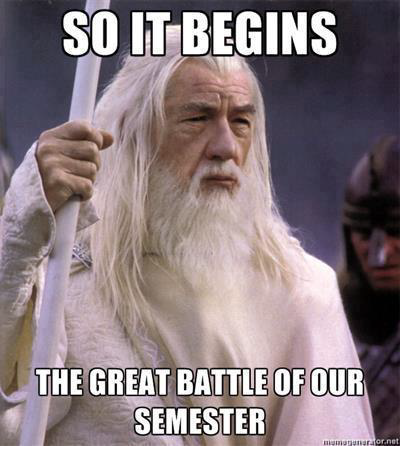 SO IT BEGINS
THE GREAT BATTLE OF OUR
SEMESTER
memegenerator.net